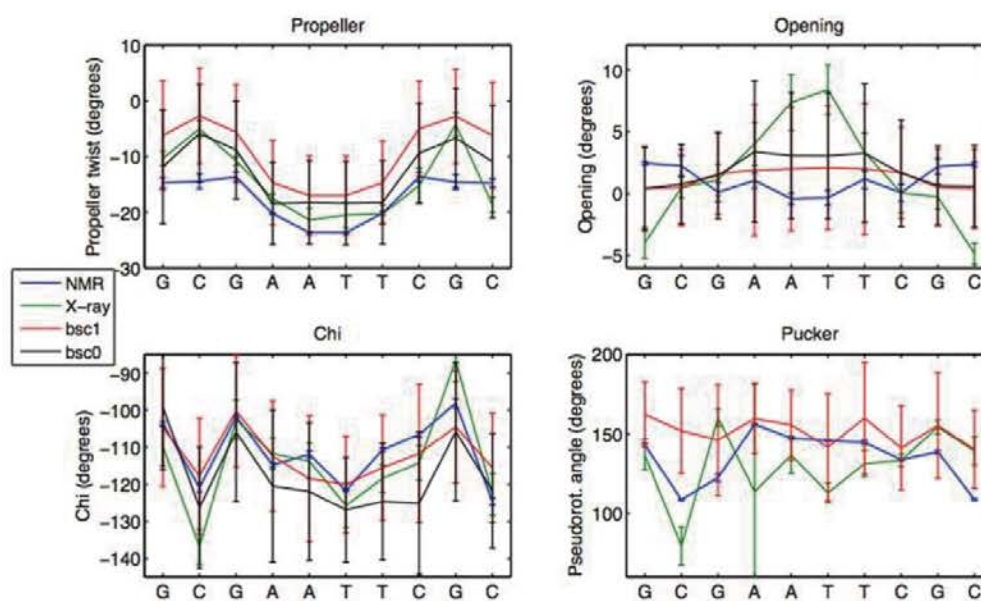 Propeller
Propeller twist (degrees)
10
0
−10
−20
−30
G C G A A T T C G C
Opening
Opening (degrees)
10
5
0
−5
G C G A A T T C G C
NMR
X−ray
bsc1
bsc0
Chi
Chi (degrees)
−90
−100
−110
−120
−130
−140
G C G A A T T C G C
Pucker
Pseudorot. angle (degrees)
200
150
100
G C G A A T T C G C